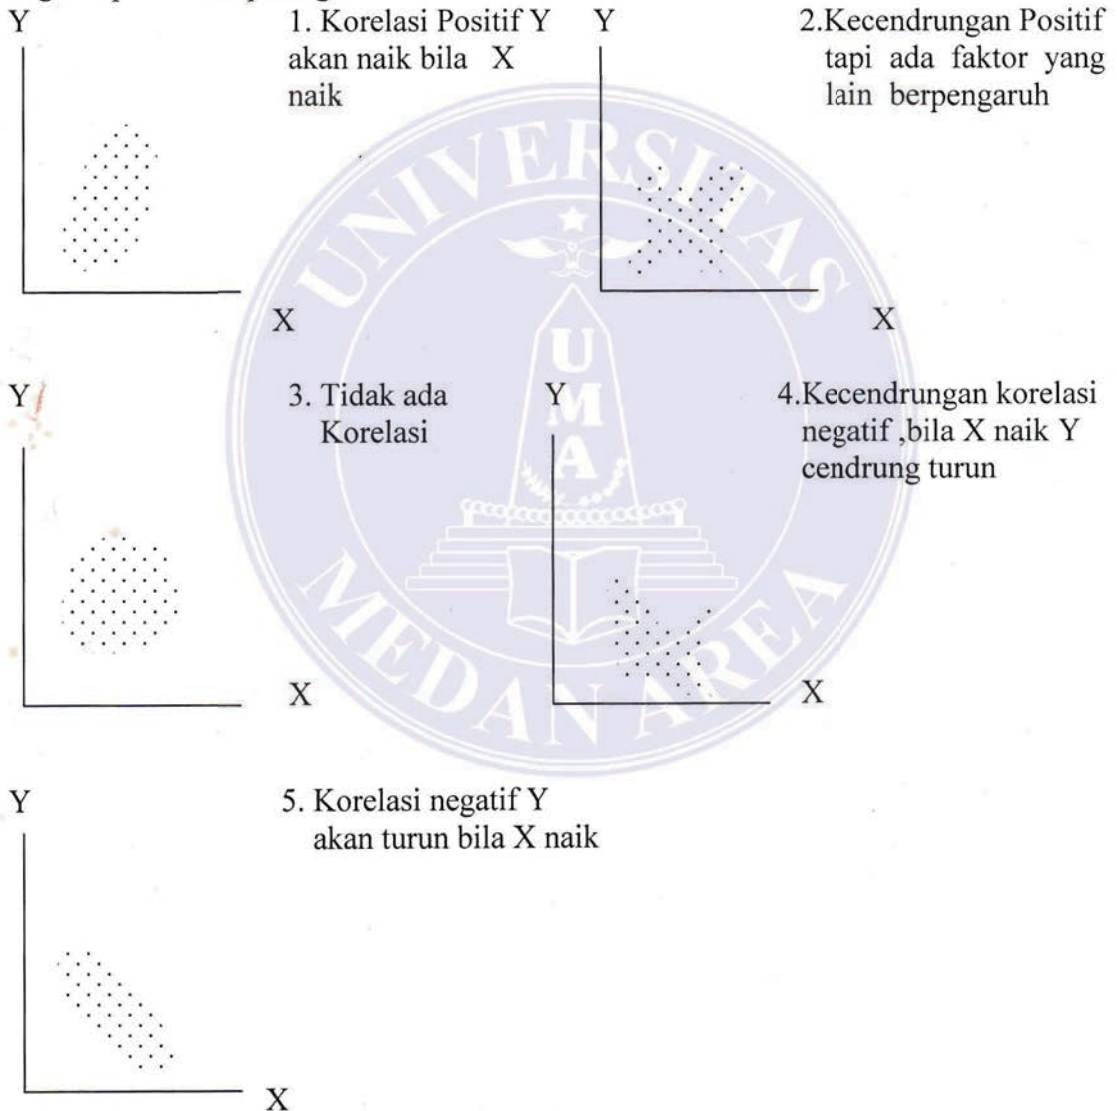 Y
1. Korelasi Positif Y
akan naik bila X
naik
X
Y
2.Kecendrungan Positif
tapi ada faktor yang
lain berpengaruh
X
Y
3. Tidak ada
Korelasi
X
Y
4.Kecendrungan korelasi
negatif ,bila X naik Y
cendrung turun
X
Y
5. Korelasi negatif Y
akan turun bila X naik
X
UNIVERSITAS
UMA
MEDAN AREA